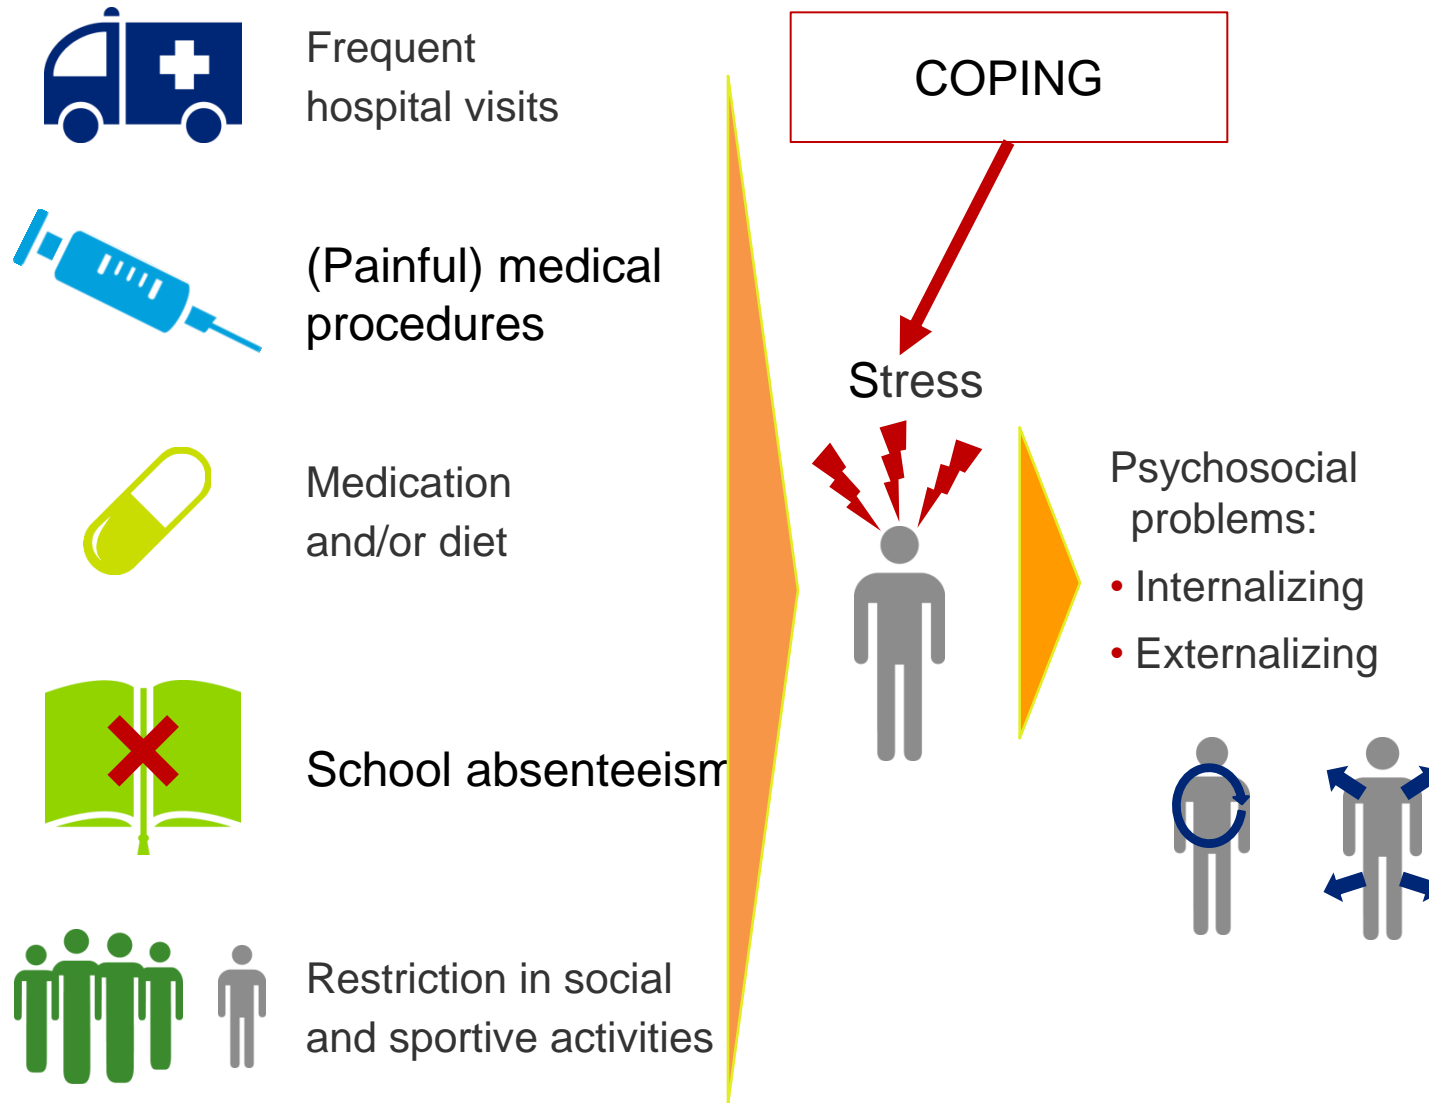 Frequent
hospital visits
(Painful) medical
procedures
Medication
and/or diet
School absenteeism
Restriction in social
and sportive activities
COPING
Stress
Psychosocial
problems:
• Internalizing
• Externalizing